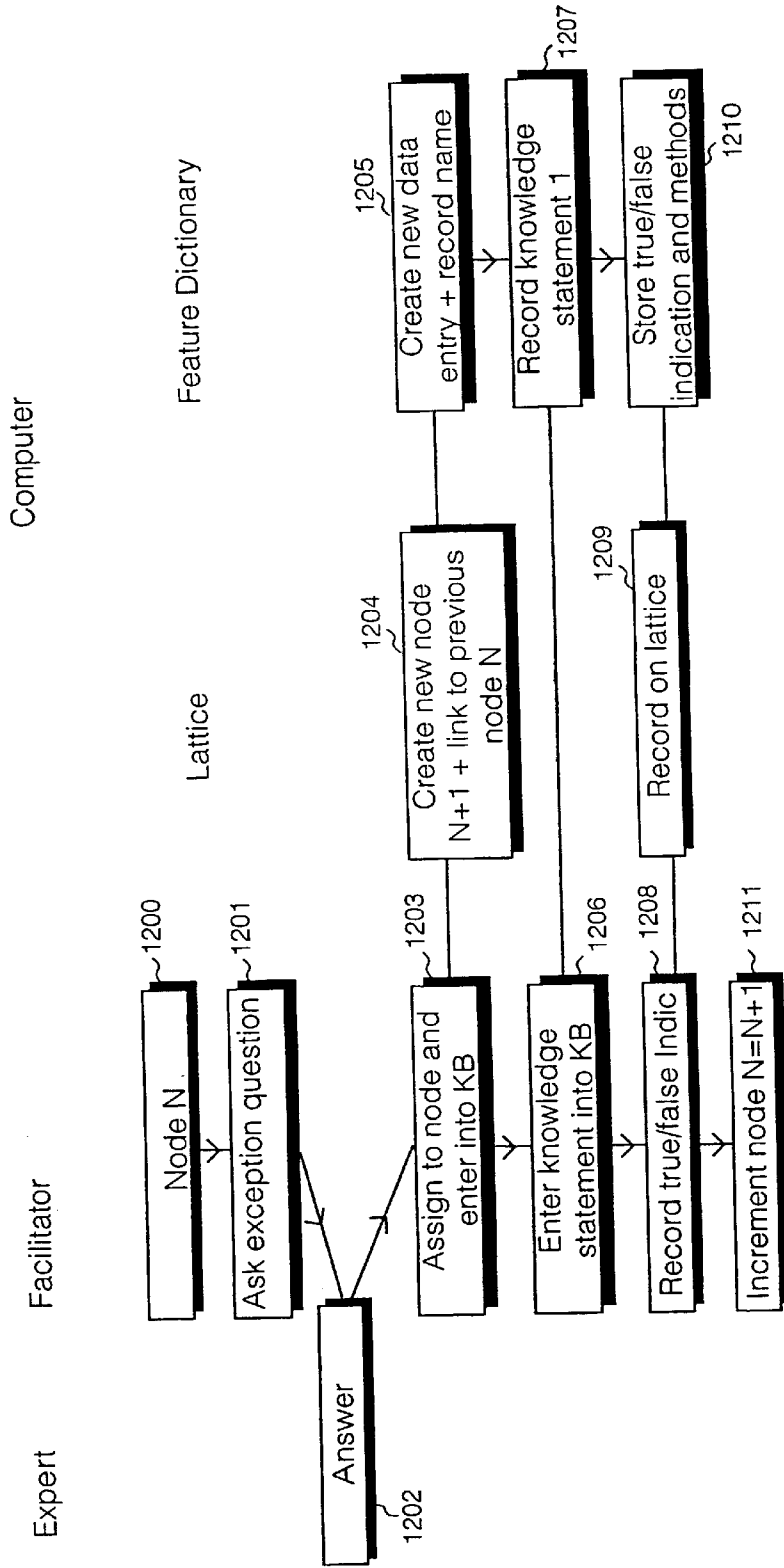 Computer
Expert
Facilitator
Lattice
Feature Dictionary
1200
Node N
1201
Ask exception question
Answer
1202
1203
Assign to node and
enter into KB
1204
Create new node
N+1 + link to previous
node N
1205
Create new data
entry + record name
1206
Enter knowledge
statement into KB
1207
Record knowledge
statement 1
1208
Record true/false Indic
1209
Record on lattice
Store true/false
indication and methods
1210
1211
Increment node N=N+1